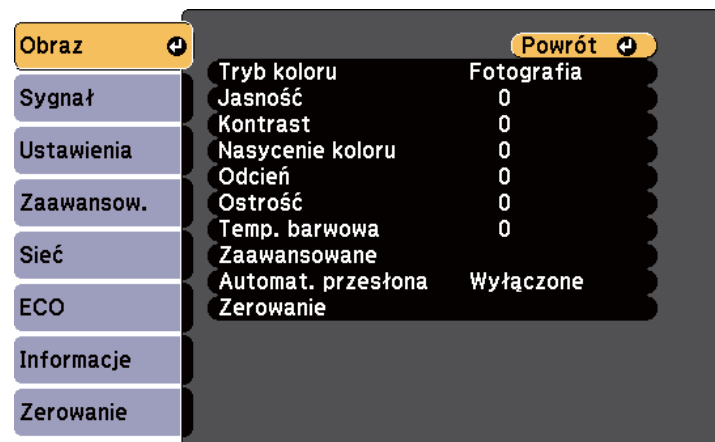 Obraz
Sygnał
Ustawienia
Zaawansow.
Sieć
ECO
Informacje
Zerowanie
Powrót
Tryb koloru Fotografia
Jasność 0
Kontrast 0
Nasycenie koloru 0
Odcień 0
Ostrość 0
Temp. barwowa 0
Zaawansowane
Automat. przesłona Wyłączone
Zerowanie